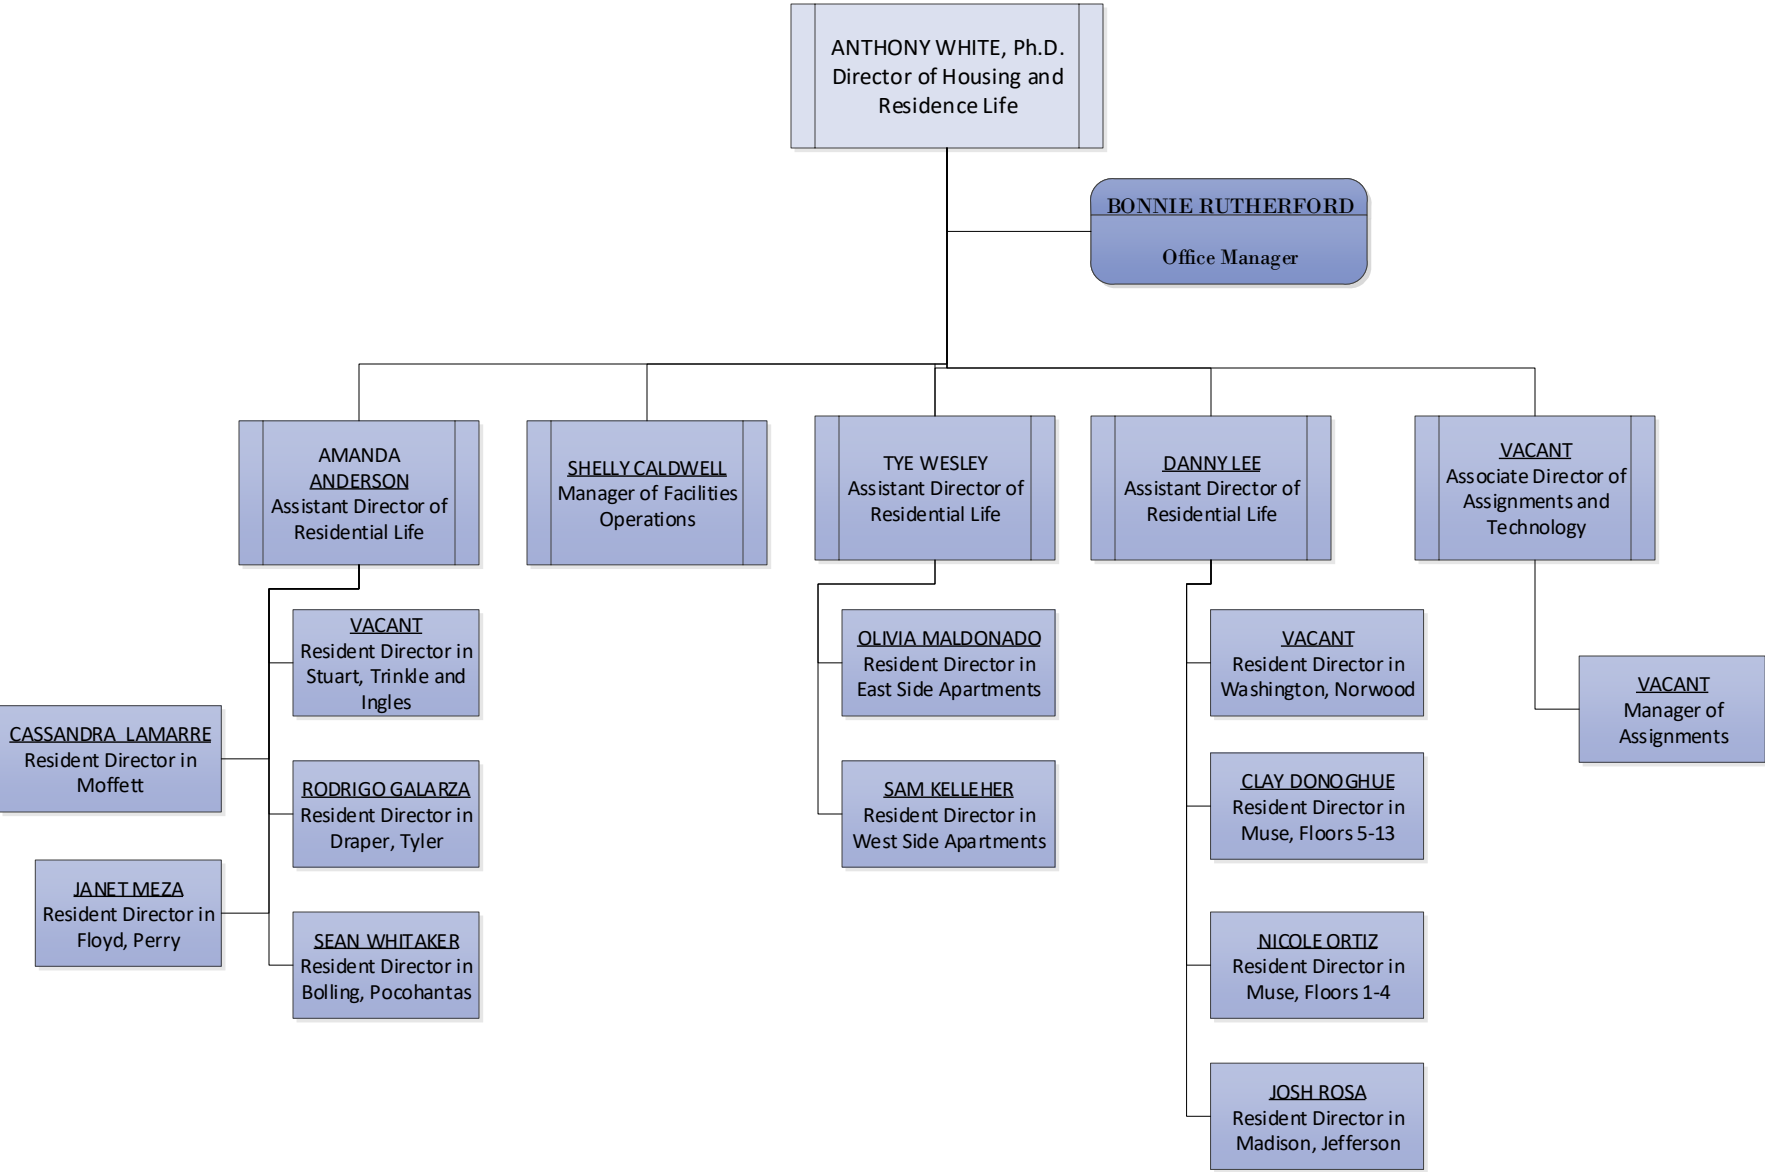 ANTHONY WHITE, Ph.D.
Director of Housing and
Residence Life
BONNIE RUTHERFORD
Office Manager
AMANDA
ANDERSON
Assistant Director of
Residential Life
SHELLY CALDWELL
Manager of Facilities
Operations
TYE WESLEY
Assistant Director of
Residential Life
DANNY LEE
Assistant Director of
Residential Life
VACANT
Associate Director of
Assignments and
Technology
VACANT
Resident Director in
Stuart, Trinkle and
Ingles
CASSANDRA LAMARRE
Resident Director in
Moffett
RODRIGO GALARZA
Resident Director in
Draper, Tyler
JANET MEZA
Resident Director in
Floyd, Perry
SEAN WHITAKER
Resident Director in
Bolling, Pocohantas
OLIVIA MALDONADO
Resident Director in
East Side Apartments
SAM KELLEHER
Resident Director in
West Side Apartments
VACANT
Resident Director in
Washington, Norwood
CLAY DONOGHUE
Resident Director in
Muse, Floors 5-13
NICOLE ORTIZ
Resident Director in
Muse, Floors 1-4
JOSH ROSA
Resident Director in
Madison, Jefferson
VACANT
Manager of
Assignments